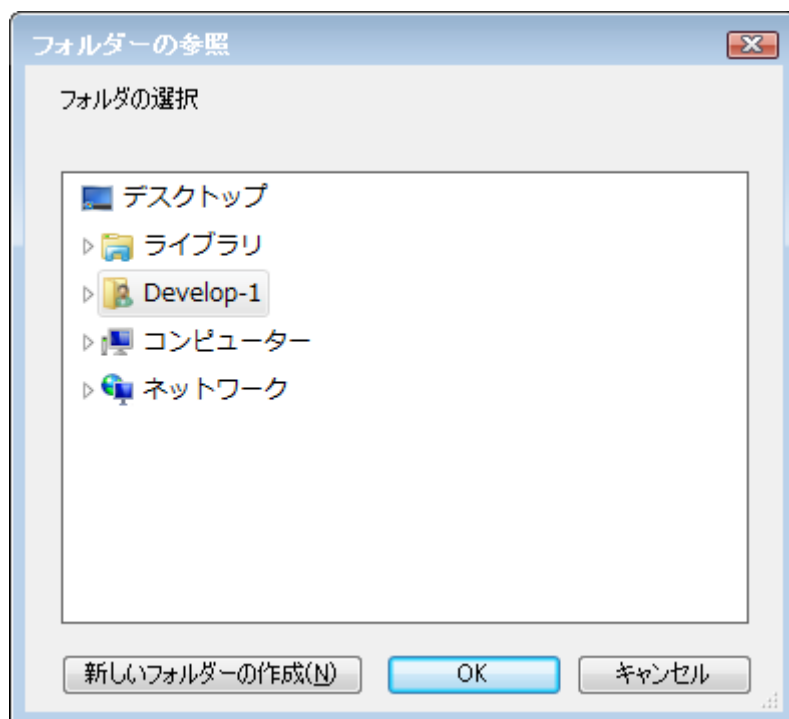 フォルダーの参照
フォルダの選択
デスクトップ
ライブラリ
Develop-1
コンピューター
ネットワーク
新しいフォルダーの作成(N) OK キャンセル